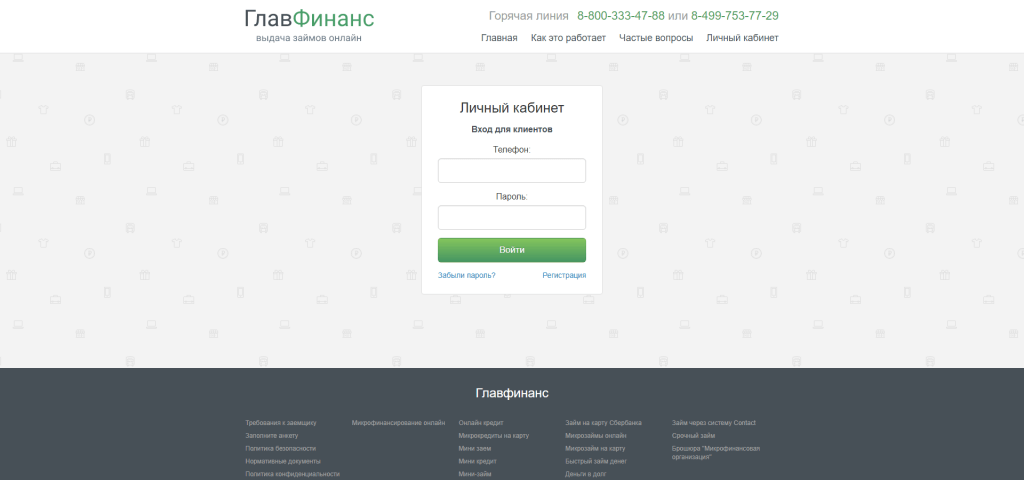 ГлавФинанс
выдача займов онлайн
Горячая линия 8-800-333-47-88 или 8-499-753-77-29
Главная Как это работает Частые вопросы Личный кабинет
Личный кабинет
Вход для клиентов
Телефон:
Пароль:
Войти
Забыли пароль? Регистрация
Главфинанс
Требования к заемщику
Заполните анкету
Политика безопасности
Нормативные документы
Политика конфиденциальности
Микрофинансирование онлайн
Онлайн кредит
Микрокредиты на карту
Мини заем
Мини кредит
Мини-займ
Займ на карту Сбербанка
Микрозаймы онлайн
Микрозайм на карту
Быстрый займ денег
Деньги в долг
Займ через систему Contact
Срочный займ
Брошюра "Микрофинансовая
организация"